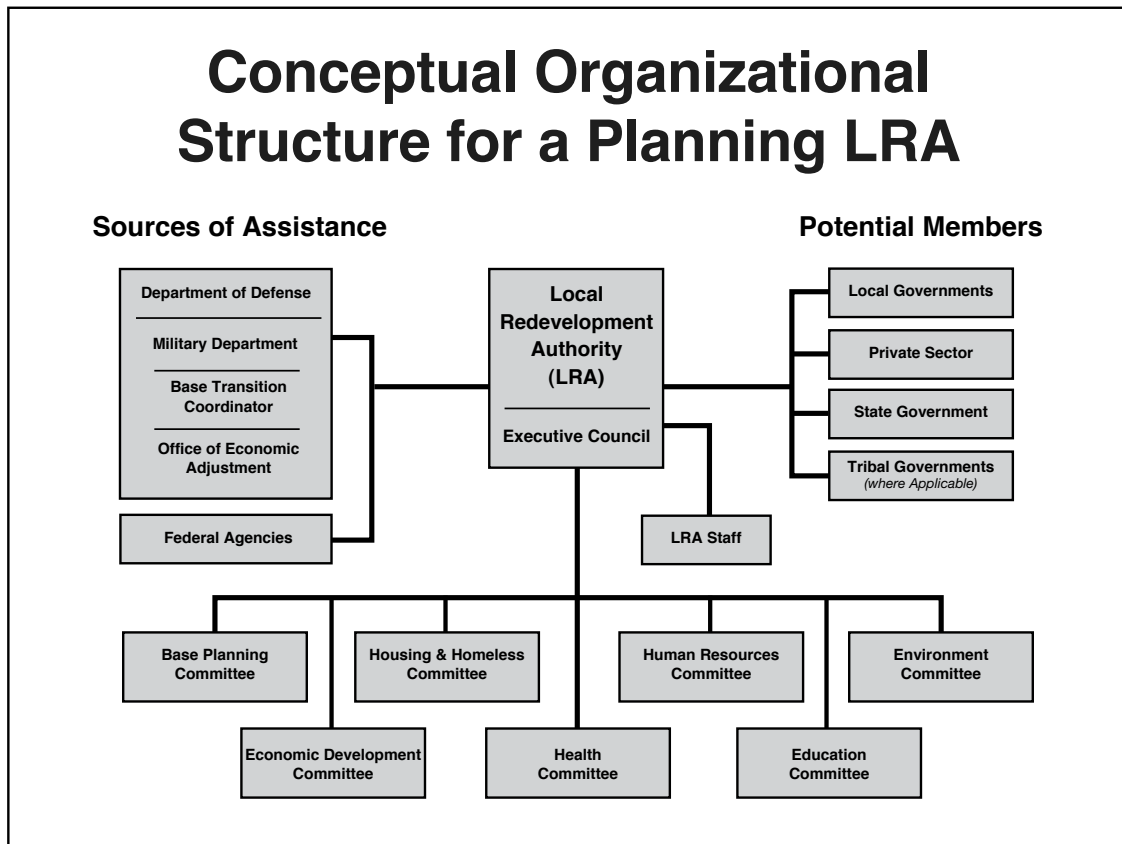 Conceptual Organizational
Structure for a Planning LRA
Sources of Assistance
Department of Defense
Military Department
Base Transition
Coordinator
Office of Economic
Adjustment
Federal Agencies
Local
Redevelopment
Authority
(LRA)
Executive Council
LRA Staff
Potential Members
Local Governments
Private Sector
State Government
Tribal Governments
(where Applicable)
Base Planning
Committee
Housing & Homeless
Committee
Human Resources
Committee
Environment
Committee
Economic Development
Committee
Health
Committee
Education
Committee